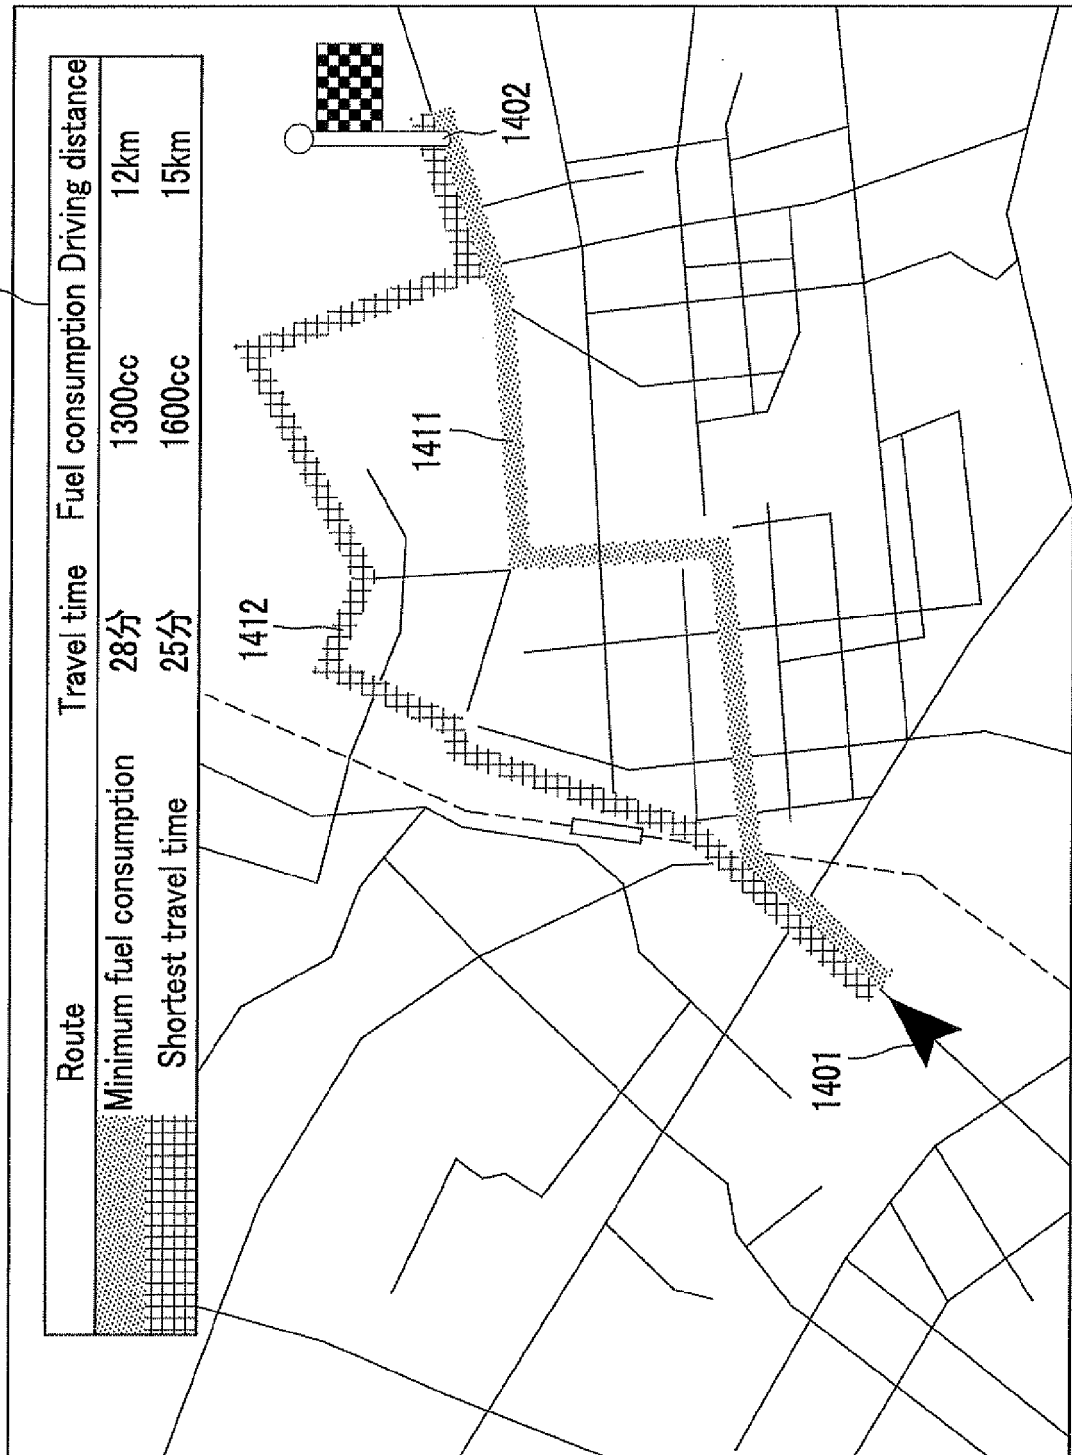 Route Travel time Fuel consumption Driving distance
Minimum fuel consumption 28分 1300cc 12km
Shortest travel time 25分 1600cc 15km
1412
1411
1402
1401